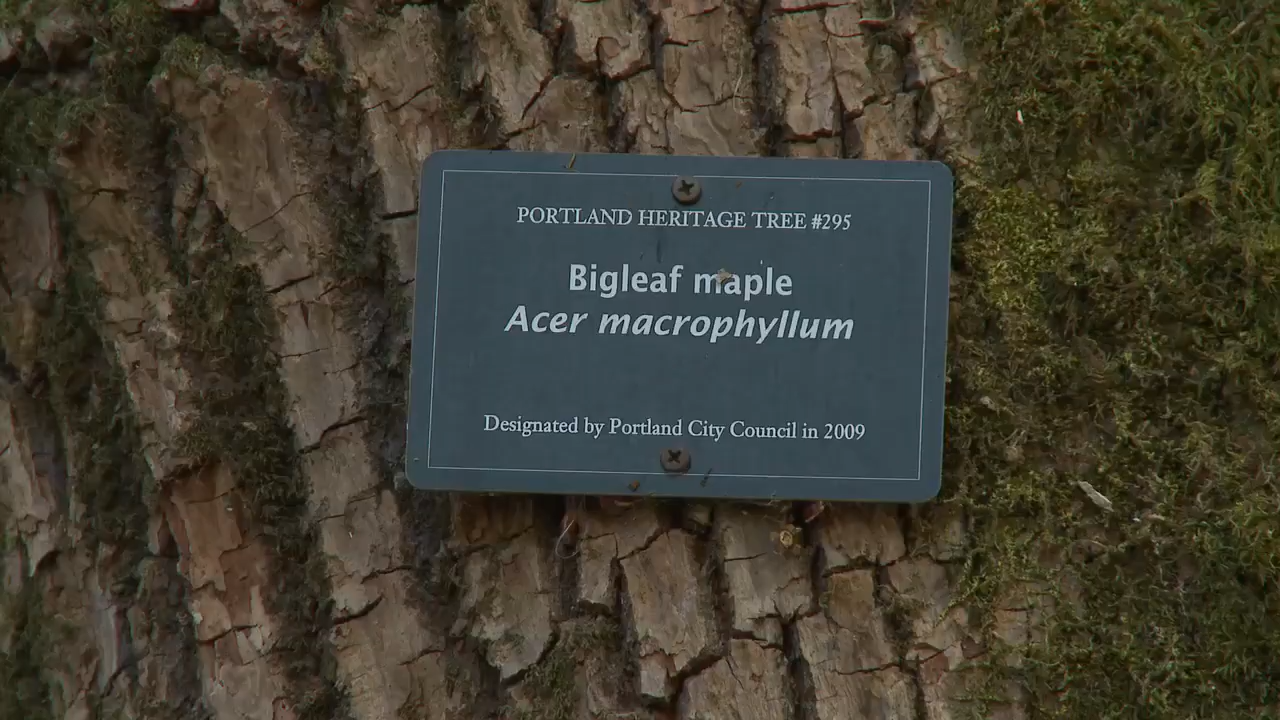 PORTLAND HERITAGE TREE #295
Bigleaf maple
Acer macrophyllum
Designated by Portland City Council in 2009